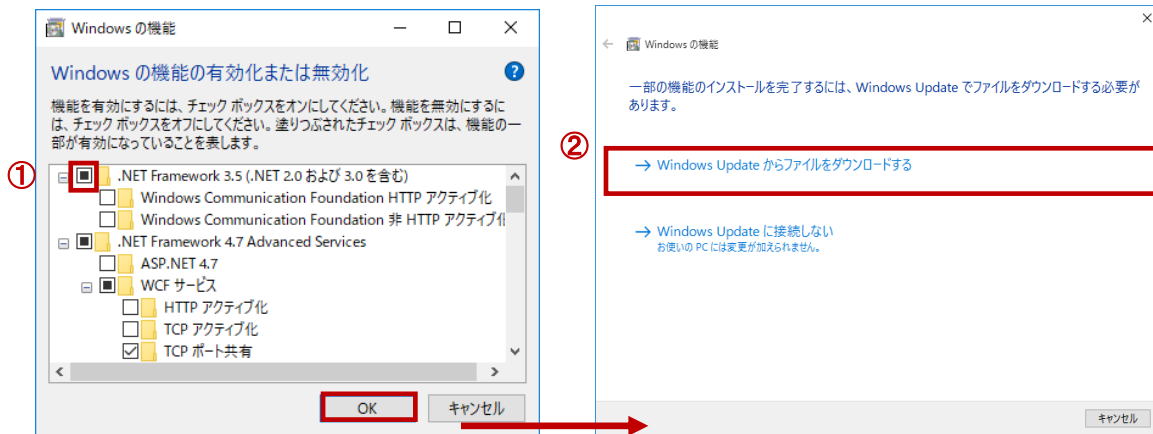 Windows の機能
Windows の機能の有効化または無効化
機能を有効にするには、チェック ボックスをオンにしてください。機能を無効にするに
は、チェック ボックスをオフにしてください。塗りつぶされたチェック ボックスは、機能の一
部が有効になっていることを表します。
①
.NET Framework 3.5 (.NET 2.0 および 3.0 を含む)
Windows Communication Foundation HTTP アクティブ化
Windows Communication Foundation 非 HTTP アクティブ化
.NET Framework 4.7 Advanced Services
ASP.NET 4.7
WCF サービス
HTTP アクティブ化
TCP アクティブ化
TCP ポート共有
OK
キャンセル
Windows の機能
一部の機能のインストールを完了するには、Windows Update でファイルをダウンロードする必要が
あります。
②
Windows Update からファイルをダウンロードする
Windows Update に接続しない
お使いの PC には変更が加えられません。
キャンセル